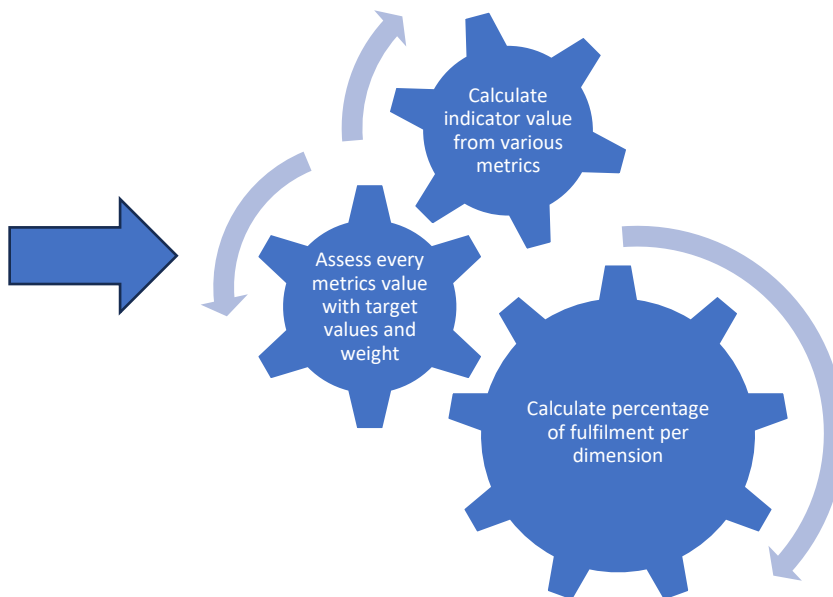 Calculate
indicator value
from various
metrics
Assess every
metrics value
with target
values and
weight
Calculate percentage
of fulfilment per
dimension